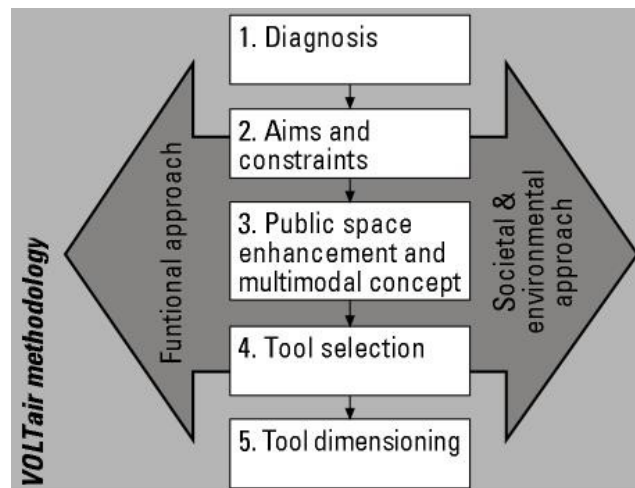 1. Diagnosis
2. Aims and
constraints
3. Public space
enhancement and
multimodal concept
4. Tool selection
5. Tool dimensioning
Funtional approach
Societal &
environmental
approach
VOLTair methodology